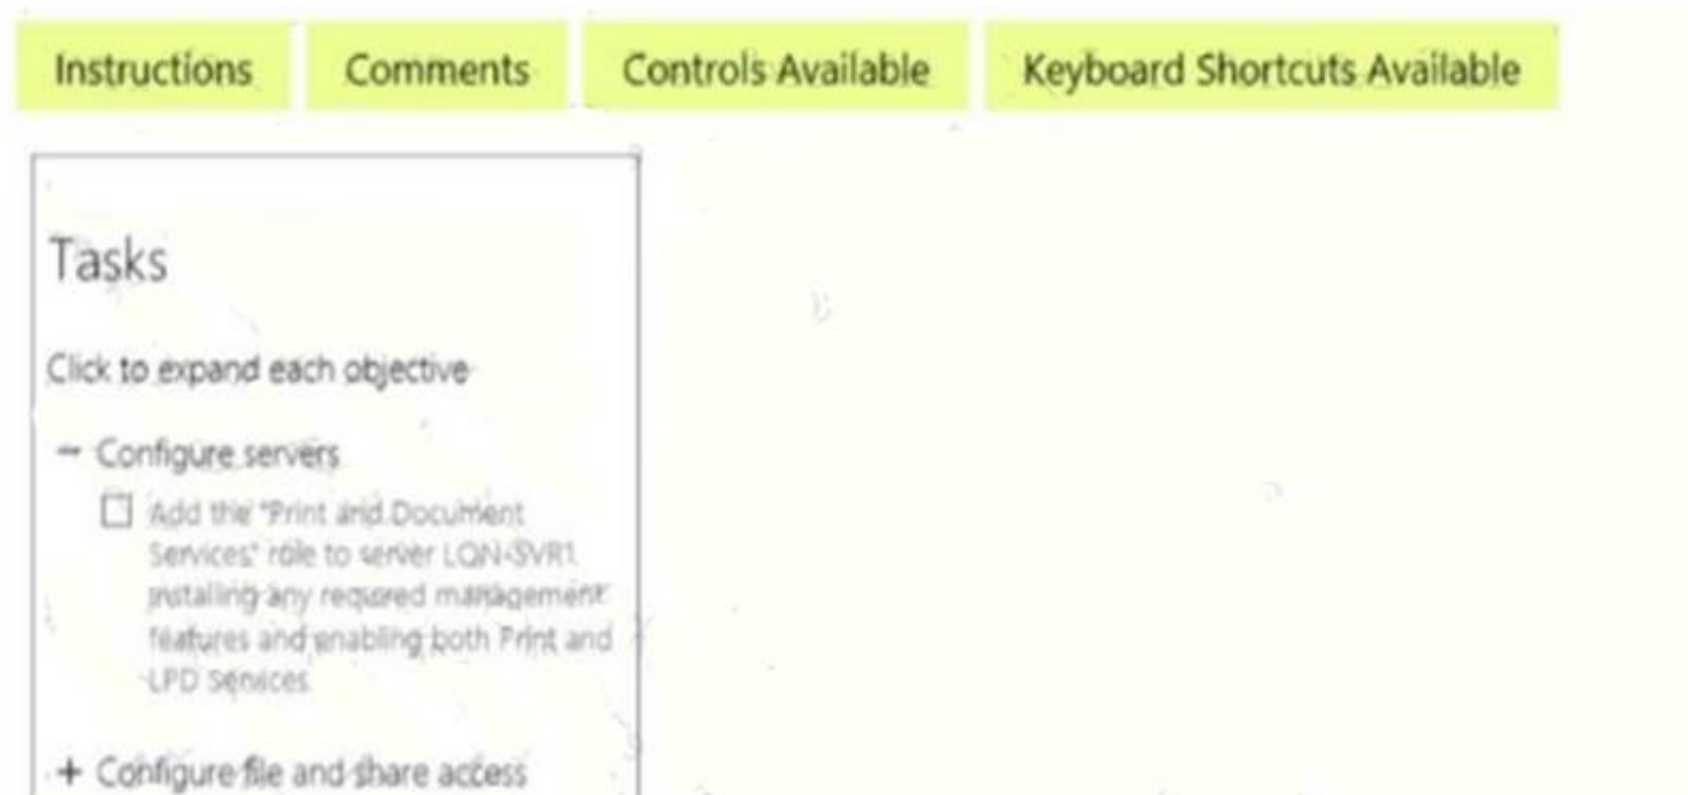 Instructions Comments Controls Available Keyboard Shortcuts Available
Tasks
Click to expand each objective
– Configure servers
Add the "Print and Document
Services" role to server LON-SVR1
installing any required management
features and enabling both Print and
LPD Services.
+ Configure file and share access